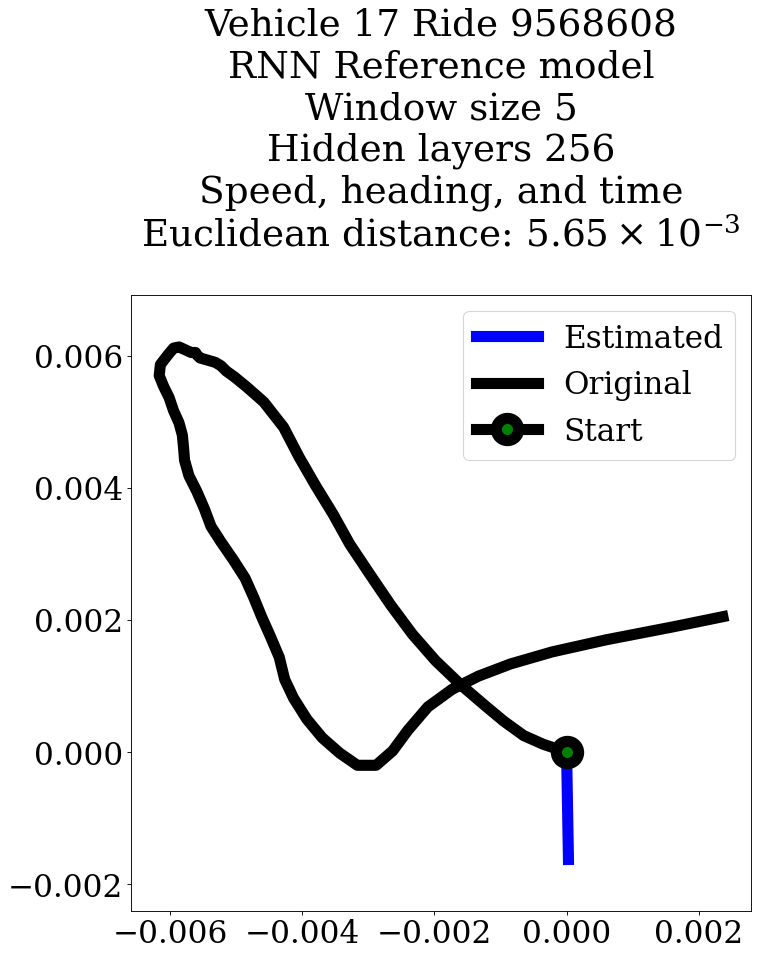 Vehicle 17 Ride 9568608
RNN Reference model
Window size 5
Hidden layers 256
Speed, heading, and time
Euclidean distance: 5.65 × 10⁻³
Estimated
Original
Start
0.006
0.004
0.002
0.000
−0.002
−0.006 −0.004 −0.002 0.000 0.002